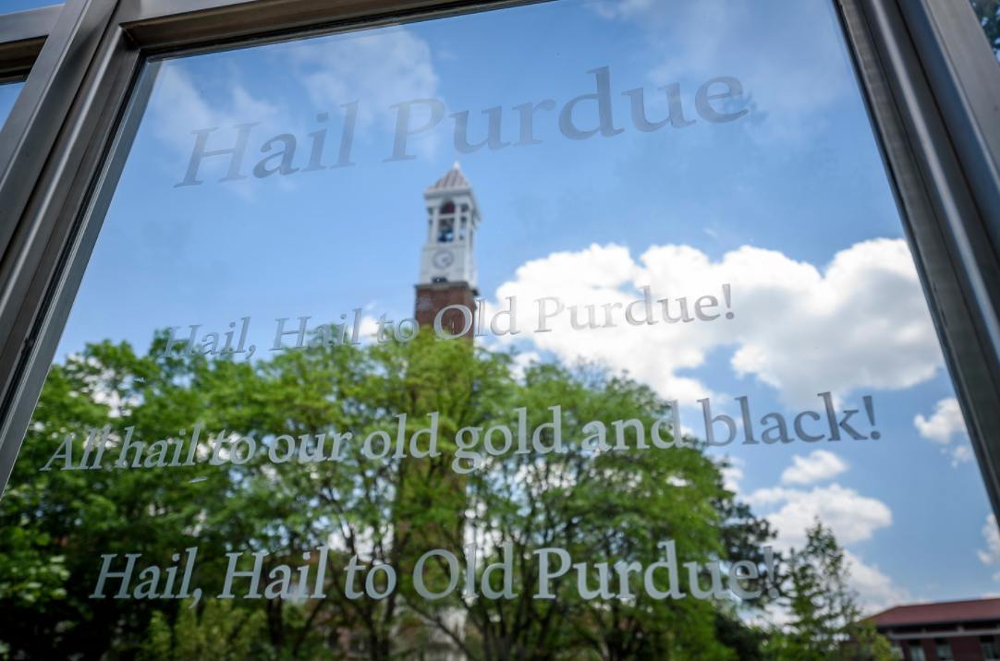 Hail Purdue
Hail, Hail to Old Purdue!
All hail to our old gold and black!
Hail, Hail to Old Purdue!